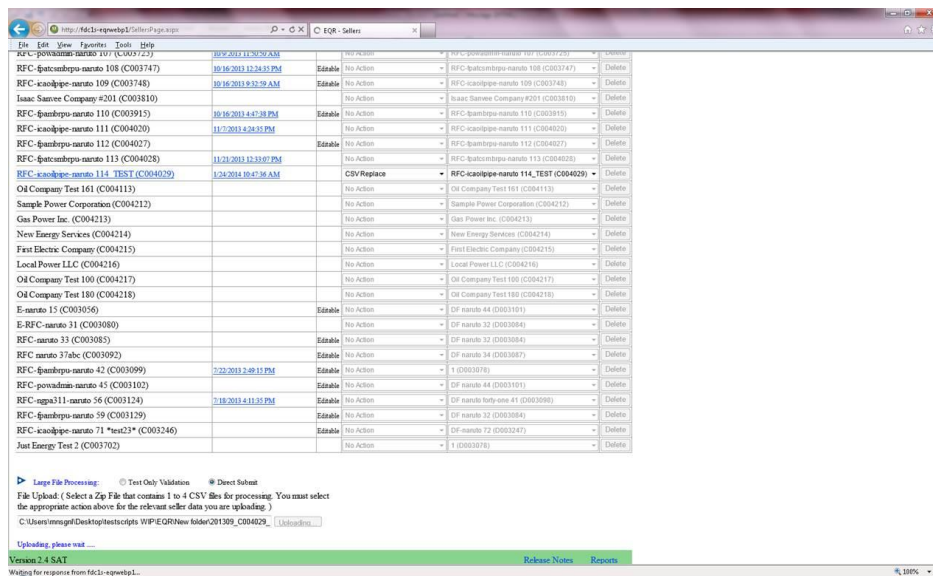 http://fdc1s-eqrwebp1/SellersPage.aspx EQR - Sellers
File Edit View Favorites Tools Help
RFC-powadmin-naruto 107 (C003725) 10/9/2013 11:50:50 AM No Action RFC-powadmin-naruto 107 (C003725) Delete
RFC-fpatcsmbrpu-naruto 108 (C003747) 10/16/2013 12:24:35 PM Editable No Action RFC-fpatcsmbrpu-naruto 108 (C003747) Delete
RFC-icaoilpipe-naruto 109 (C003748) 10/16/2013 9:32:59 AM Editable No Action RFC-icaoilpipe-naruto 109 (C003748) Delete
Isaac Sanvee Company #201 (C003810) No Action Isaac Sanvee Company #201 (C003810) Delete
RFC-fpambrpu-naruto 110 (C003915) 10/16/2013 4:47:38 PM Editable No Action RFC-fpambrpu-naruto 110 (C003915) Delete
RFC-icaoilpipe-naruto 111 (C004020) 11/7/2013 4:24:35 PM No Action RFC-icaoilpipe-naruto 111 (C004020) Delete
RFC-fpambrpu-naruto 112 (C004027) Editable No Action RFC-fpambrpu-naruto 112 (C004027) Delete
RFC-fpatcsmbrpu-naruto 113 (C004028) 11/21/2013 12:33:07 PM No Action RFC-fpatcsmbrpu-naruto 113 (C004028) Delete
RFC-icaoilpipe-naruto 114_TEST (C004029) 1/24/2014 10:47:36 AM CSV Replace RFC-icaoilpipe-naruto 114_TEST (C004029) Delete
Oil Company Test 161 (C004113) No Action Oil Company Test 161 (C004113) Delete
Sample Power Corporation (C004212) No Action Sample Power Corporation (C004212) Delete
Gas Power Inc. (C004213) No Action Gas Power Inc. (C004213) Delete
New Energy Services (C004214) No Action New Energy Services (C004214) Delete
First Electric Company (C004215) No Action First Electric Company (C004215) Delete
Local Power LLC (C004216) No Action Local Power LLC (C004216) Delete
Oil Company Test 100 (C004217) No Action Oil Company Test 100 (C004217) Delete
Oil Company Test 180 (C004218) No Action Oil Company Test 180 (C004218) Delete
E-naruto 15 (C003056) Editable No Action DF naruto 44 (D003101) Delete
E-RFC-naruto 31 (C003080) No Action DF naruto 32 (D003084) Delete
RFC-naruto 33 (C003085) Editable No Action DF naruto 32 (D003084) Delete
RFC naruto 37abc (C003092) Editable No Action DF naruto 34 (D003087) Delete
RFC-fpambrpu-naruto 42 (C003099) 7/22/2013 2:49:15 PM Editable No Action 1 (D003078) Delete
RFC-powadmin-naruto 45 (C003102) Editable No Action DF naruto 44 (D003101) Delete
RFC-ngpa311-naruto 56 (C003124) 7/18/2013 4:11:35 PM Editable No Action DF naruto forty-one 41 (D003098) Delete
RFC-fpambrpu-naruto 59 (C003129) Editable No Action DF naruto 32 (D003084) Delete
RFC-icaoilpipe-naruto 71 *test23* (C003246) Editable No Action DF-naruto 72 (D003247) Delete
Just Energy Test 2 (C003702) No Action 1 (D003078) Delete
Large File Processing: Test Only Validation Direct Submit
File Upload: ( Select a Zip File that contains 1 to 4 CSV files for processing. You must select
the appropriate action above for the relevant seller data you are uploading. )
C:\Users\mnsgnl\Desktop\testscripts WIP\EQR\New folder\201309_C004029_ Uploading...
Uploading, please wait .....
Version 2.4 SAT Release Notes Reports
Waiting for response from fdc1s-eqrwebp1... 100%